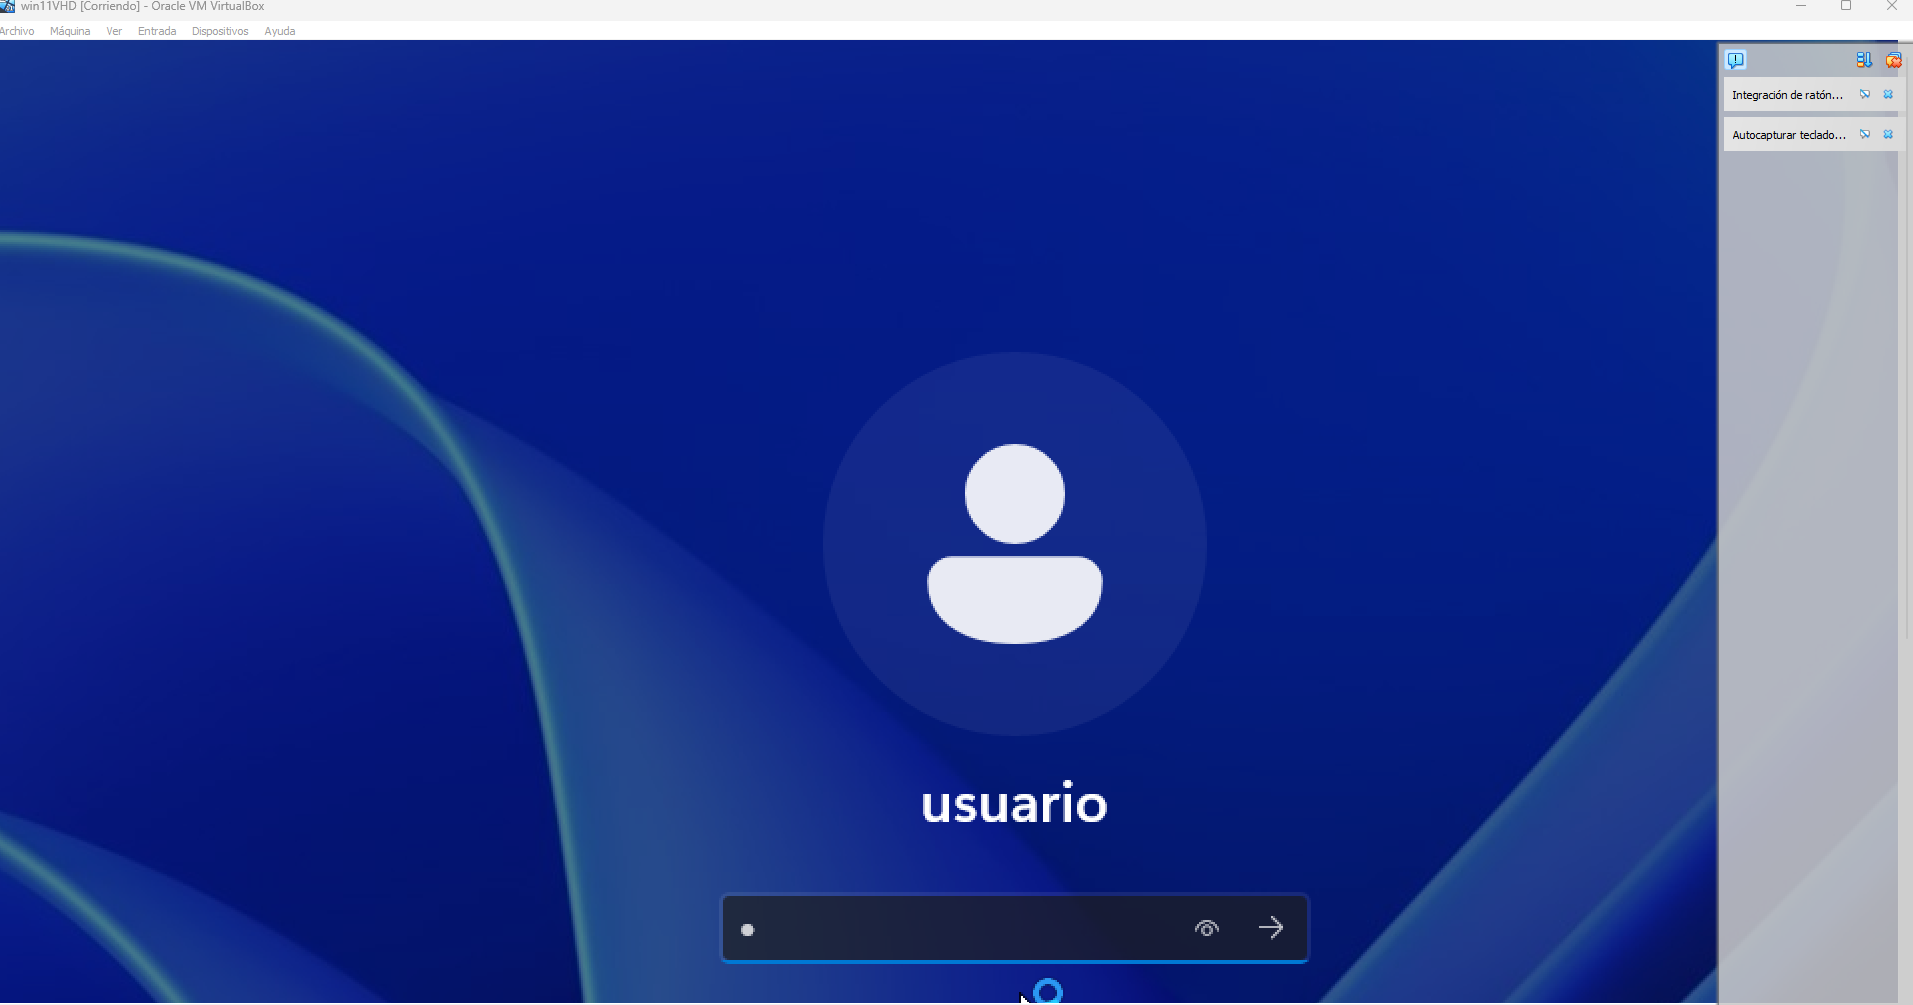 win11VHD [Corriendo] - Oracle VM VirtualBox
Archivo Máquina Ver Entrada Dispositivos Ayuda
Integración de ratón...
Autocapturar teclado...
usuario